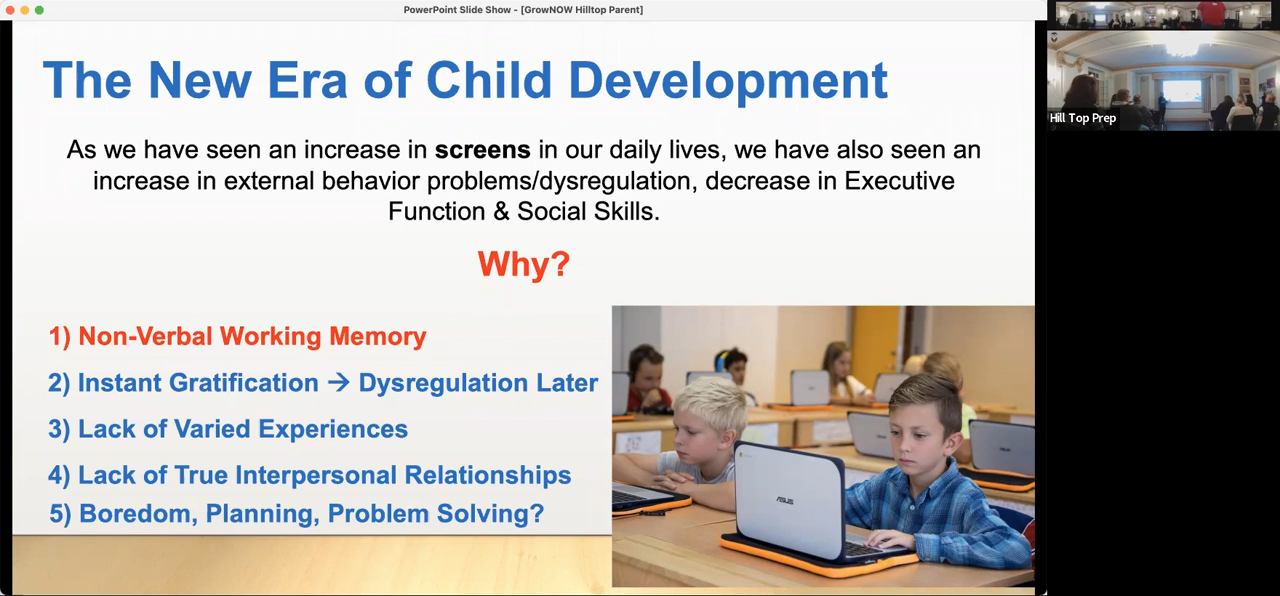 PowerPoint Slide Show - [GrowNOW Hilltop Parent]
The New Era of Child Development
As we have seen an increase in screens in our daily lives, we have also seen an
increase in external behavior problems/dysregulation, decrease in Executive
Function & Social Skills.
Why?
1) Non-Verbal Working Memory
2) Instant Gratification → Dysregulation Later
3) Lack of Varied Experiences
4) Lack of True Interpersonal Relationships
5) Boredom, Planning, Problem Solving?
ASUS
Hill Top Prep